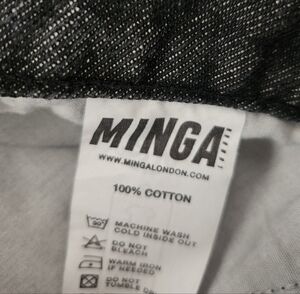 MINGA
LONDON
WWW.MINGALONDON.COM
100% COTTON
MACHINE WASH
COLD INSIDE OUT
DO NOT
BLEACH
WARM IRON
IF NEEDED
DO NOT
TUMBLE